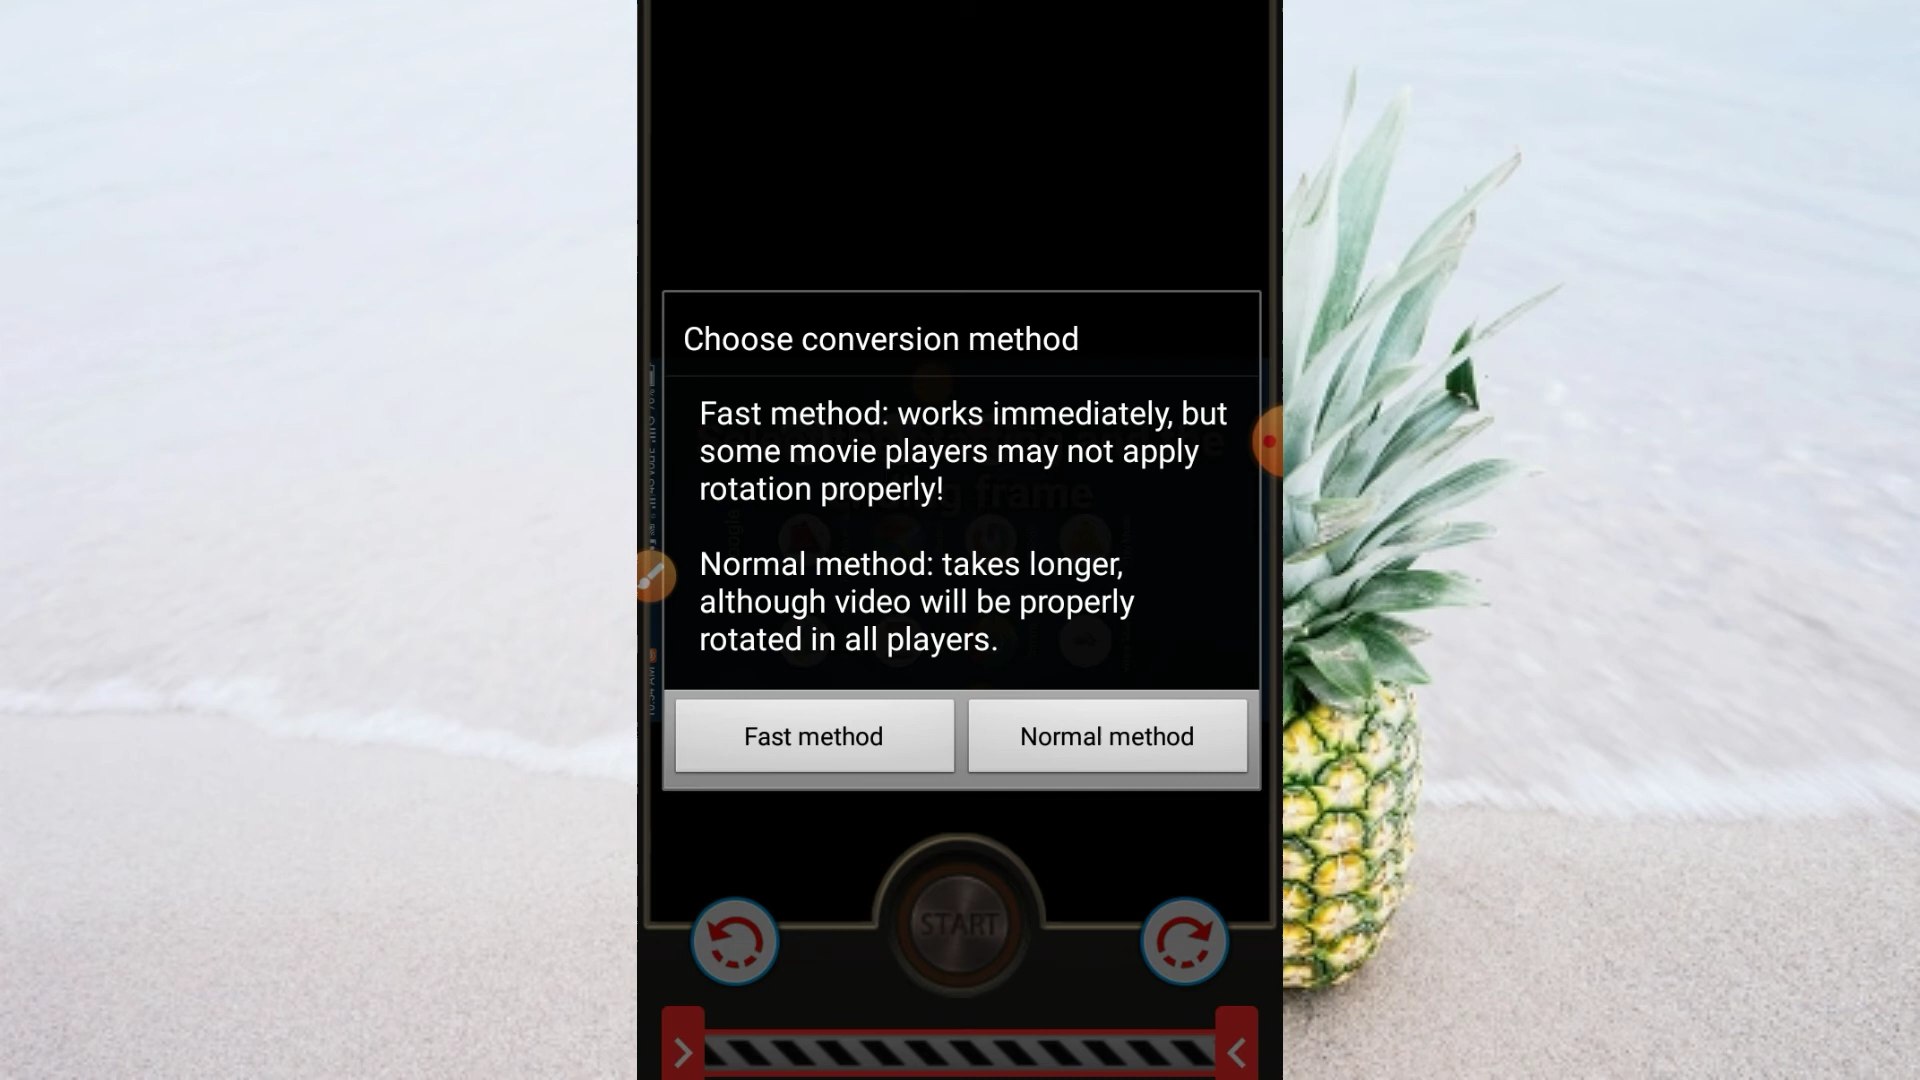 Choose conversion method
Fast method: works immediately, but
some movie players may not apply
rotation properly!
Normal method: takes longer,
although video will be properly
rotated in all players.
Fast method
Normal method
START
frame